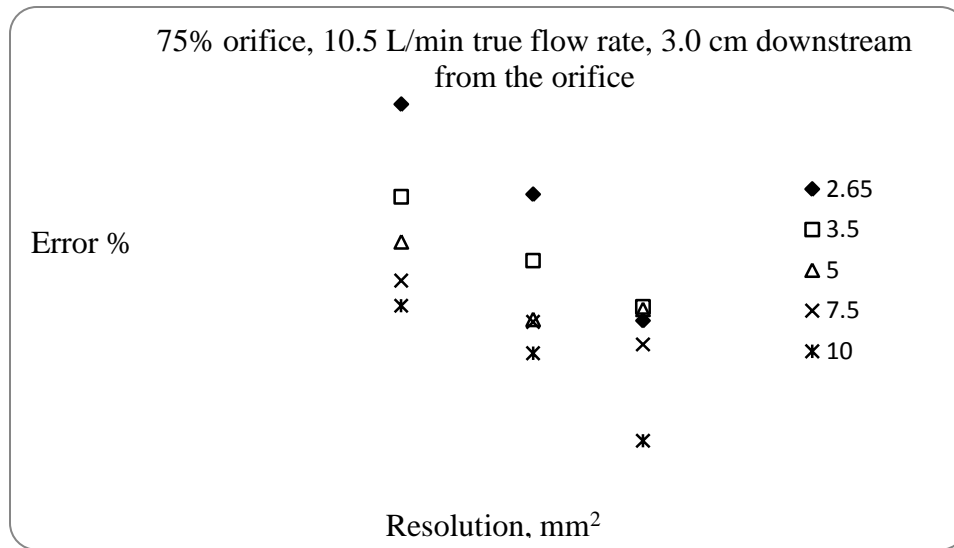 75% orifice, 10.5 L/min true flow rate, 3.0 cm downstream
from the orifice
Error %
2.65
3.5
5
7.5
10
Resolution, mm²